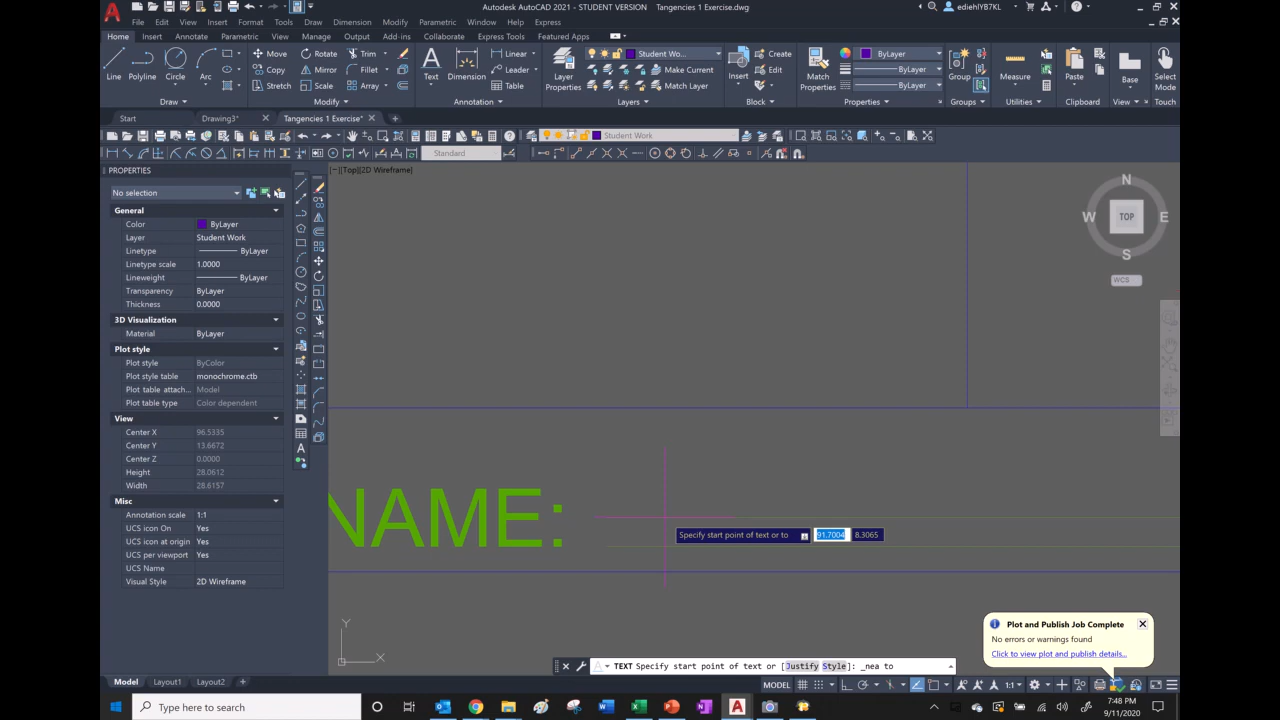 Autodesk AutoCAD 2021 - STUDENT VERSION Tangencies 1 Exercise.dwg
ediehlYB7KL
File Edit View Insert Format Tools Draw Dimension Modify Parametric Window Help Express
Home Insert Annotate Parametric View Manage Output Add-ins Collaborate Express Tools Featured Apps
Line Polyline Circle Arc
Move Rotate Trim
Copy Mirror Fillet
Stretch Scale Array
Text Dimension
Linear
Leader
Table
Layer Properties
Student Wo...
Make Current
Match Layer
Insert
Create
Edit
Match Properties
ByLayer
ByLayer
ByLayer
Group
Measure
Paste
Base
Select Mode
Draw Modify Annotation Layers Block Properties Groups Utilities Clipboard View Touch
Start Drawing3* Tangencies 1 Exercise*
Student Work
Standard
PROPERTIES
[−][Top][2D Wireframe]
No selection
General
Color ByLayer
Layer Student Work
Linetype ByLayer
Linetype scale 1.0000
Lineweight ByLayer
Transparency ByLayer
Thickness 0.0000
3D Visualization
Material ByLayer
Plot style
Plot style ByColor
Plot style table monochrome.ctb
Plot table attach... Model
Plot table type Color dependent
View
Center X 96.5335
Center Y 13.6672
Center Z 0.0000
Height 28.0612
Width 28.6157
Misc
Annotation scale 1:1
UCS icon On Yes
UCS icon at origin Yes
UCS per viewport Yes
UCS Name
Visual Style 2D Wireframe
N
W TOP E
S
WCS
NAME:
Specify start point of text or to 91.7004 8.3065
Y
X
Plot and Publish Job Complete
No errors or warnings found
Click to view plot and publish details...
TEXT Specify start point of text or [Justify Style]: _nea to
Model Layout1 Layout2
MODEL 1:1
Type here to search
7:48 PM
9/11/2020